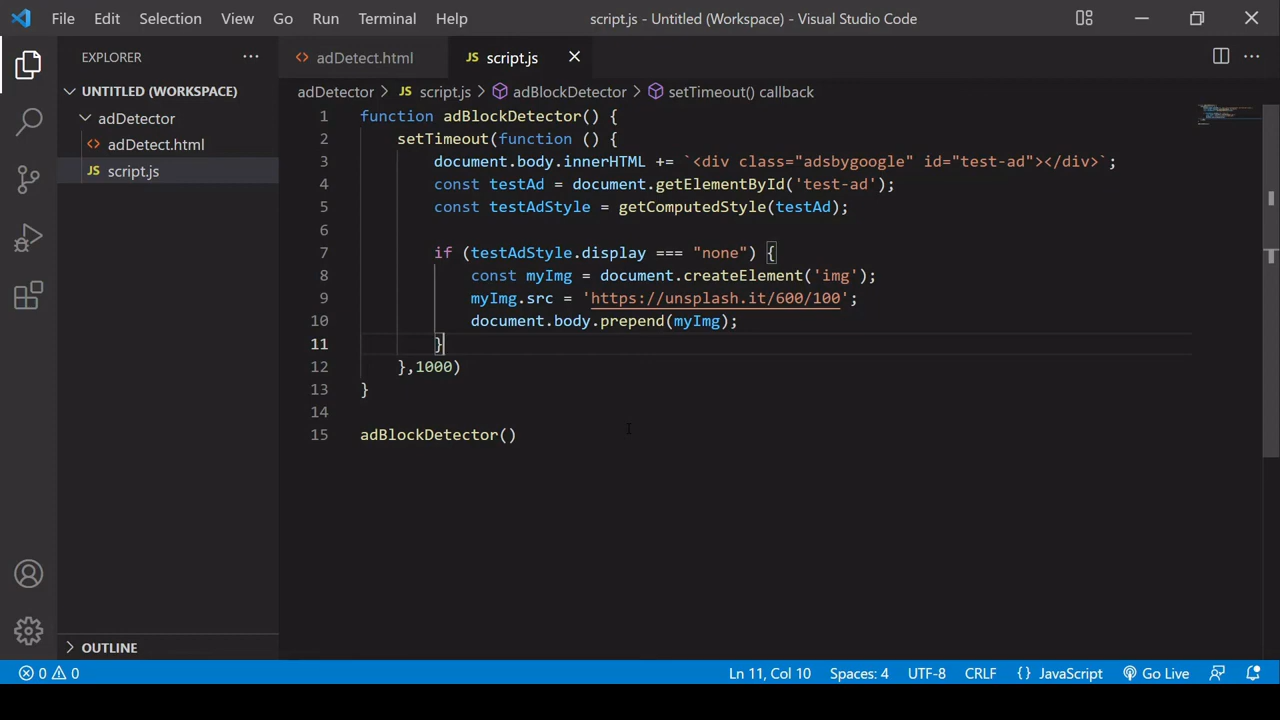 File Edit Selection View Go Run Terminal Help script.js - Untitled (Workspace) - Visual Studio Code
EXPLORER
UNTITLED (WORKSPACE)
adDetector
adDetect.html
JS script.js
OUTLINE
adDetect.html JS script.js
adDetector > JS script.js > adBlockDetector > setTimeout() callback
1 function adBlockDetector() {
2 setTimeout(function () {
3 document.body.innerHTML += `<div class="adsbygoogle" id="test-ad"></div>`;
4 const testAd = document.getElementById('test-ad');
5 const testAdStyle = getComputedStyle(testAd);
6
7 if (testAdStyle.display === "none") {
8 const myImg = document.createElement('img');
9 myImg.src = 'https://unsplash.it/600/100';
10 document.body.prepend(myImg);
11 }
12 },1000)
13 }
14
15 adBlockDetector()
0 0 Ln 11, Col 10 Spaces: 4 UTF-8 CRLF {} JavaScript Go Live